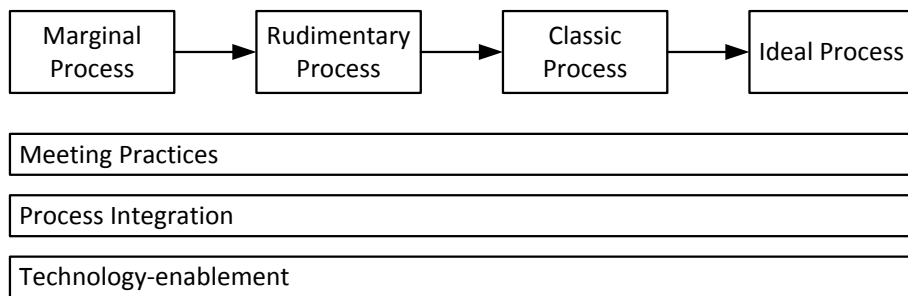 Marginal
Process
Rudimentary
Process
Classic
Process
Ideal Process
Meeting Practices
Process Integration
Technology-enablement